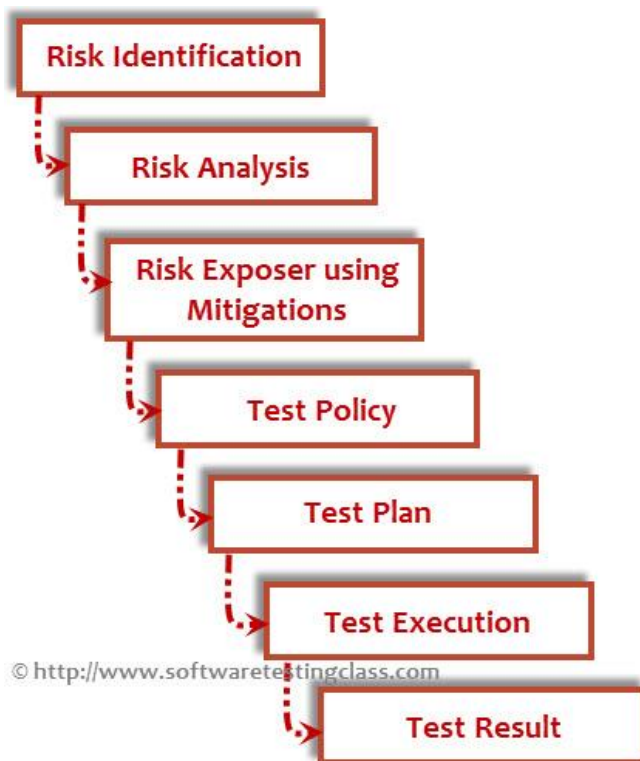 Risk Identification
Risk Analysis
Risk Exposer using
Mitigations
Test Policy
Test Plan
Test Execution
© http://www.softwaretestingclass.com
Test Result